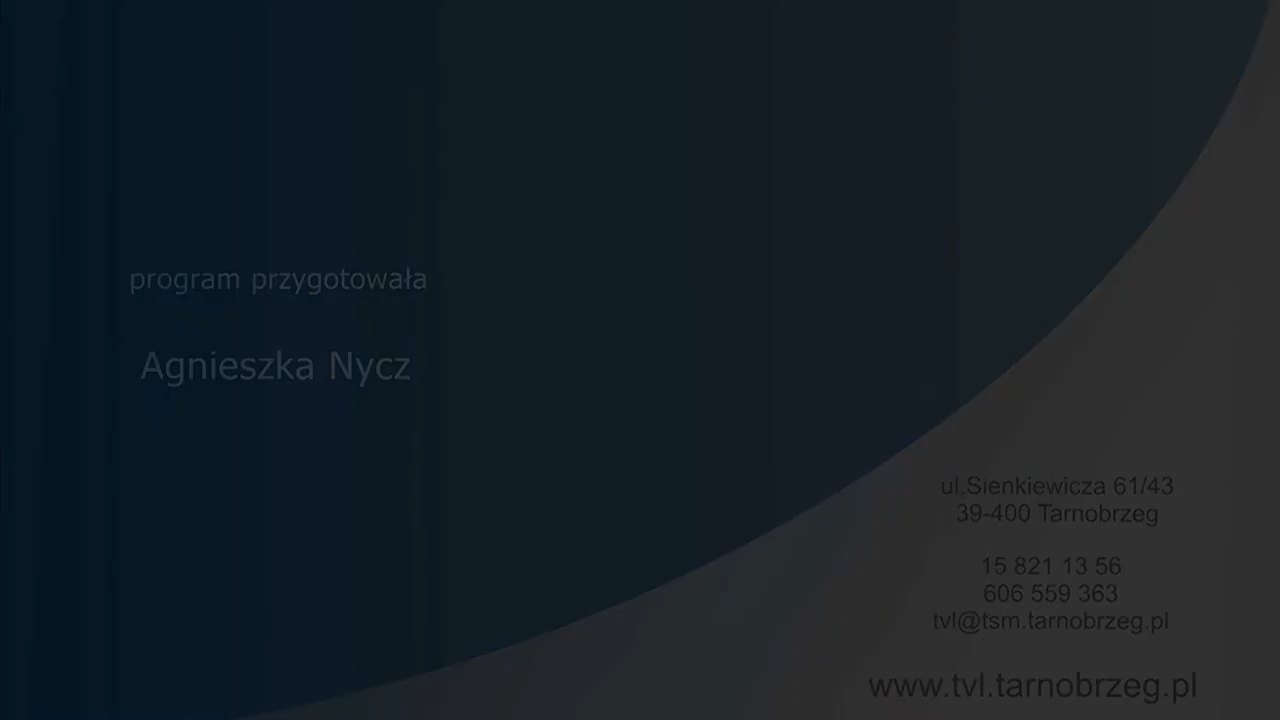 program przygotowała
Agnieszka Nycz
ul.Sienkiewicza 61/43
39-400 Tarnobrzeg
15 821 13 56
606 559 363
tvl@tsm.tarnobrzeg.pl
www.tvl.tarnobrzeg.pl